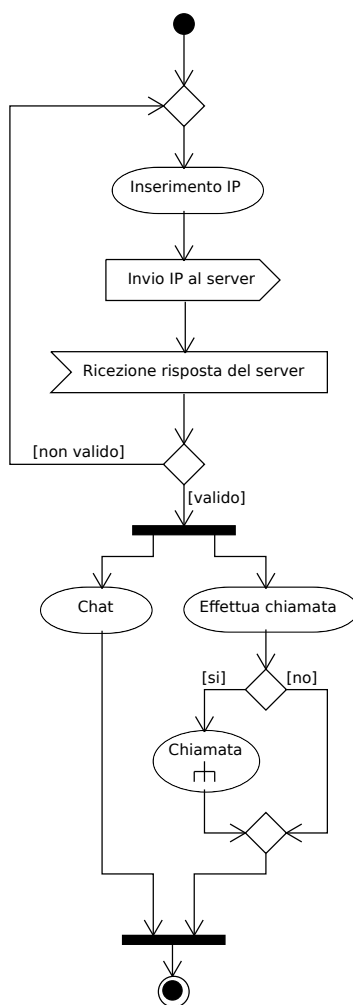 Inserimento IP
Invio IP al server
Ricezione risposta del server
[non valido]
[valido]
Chat
Effettua chiamata
[si]
[no]
Chiamata